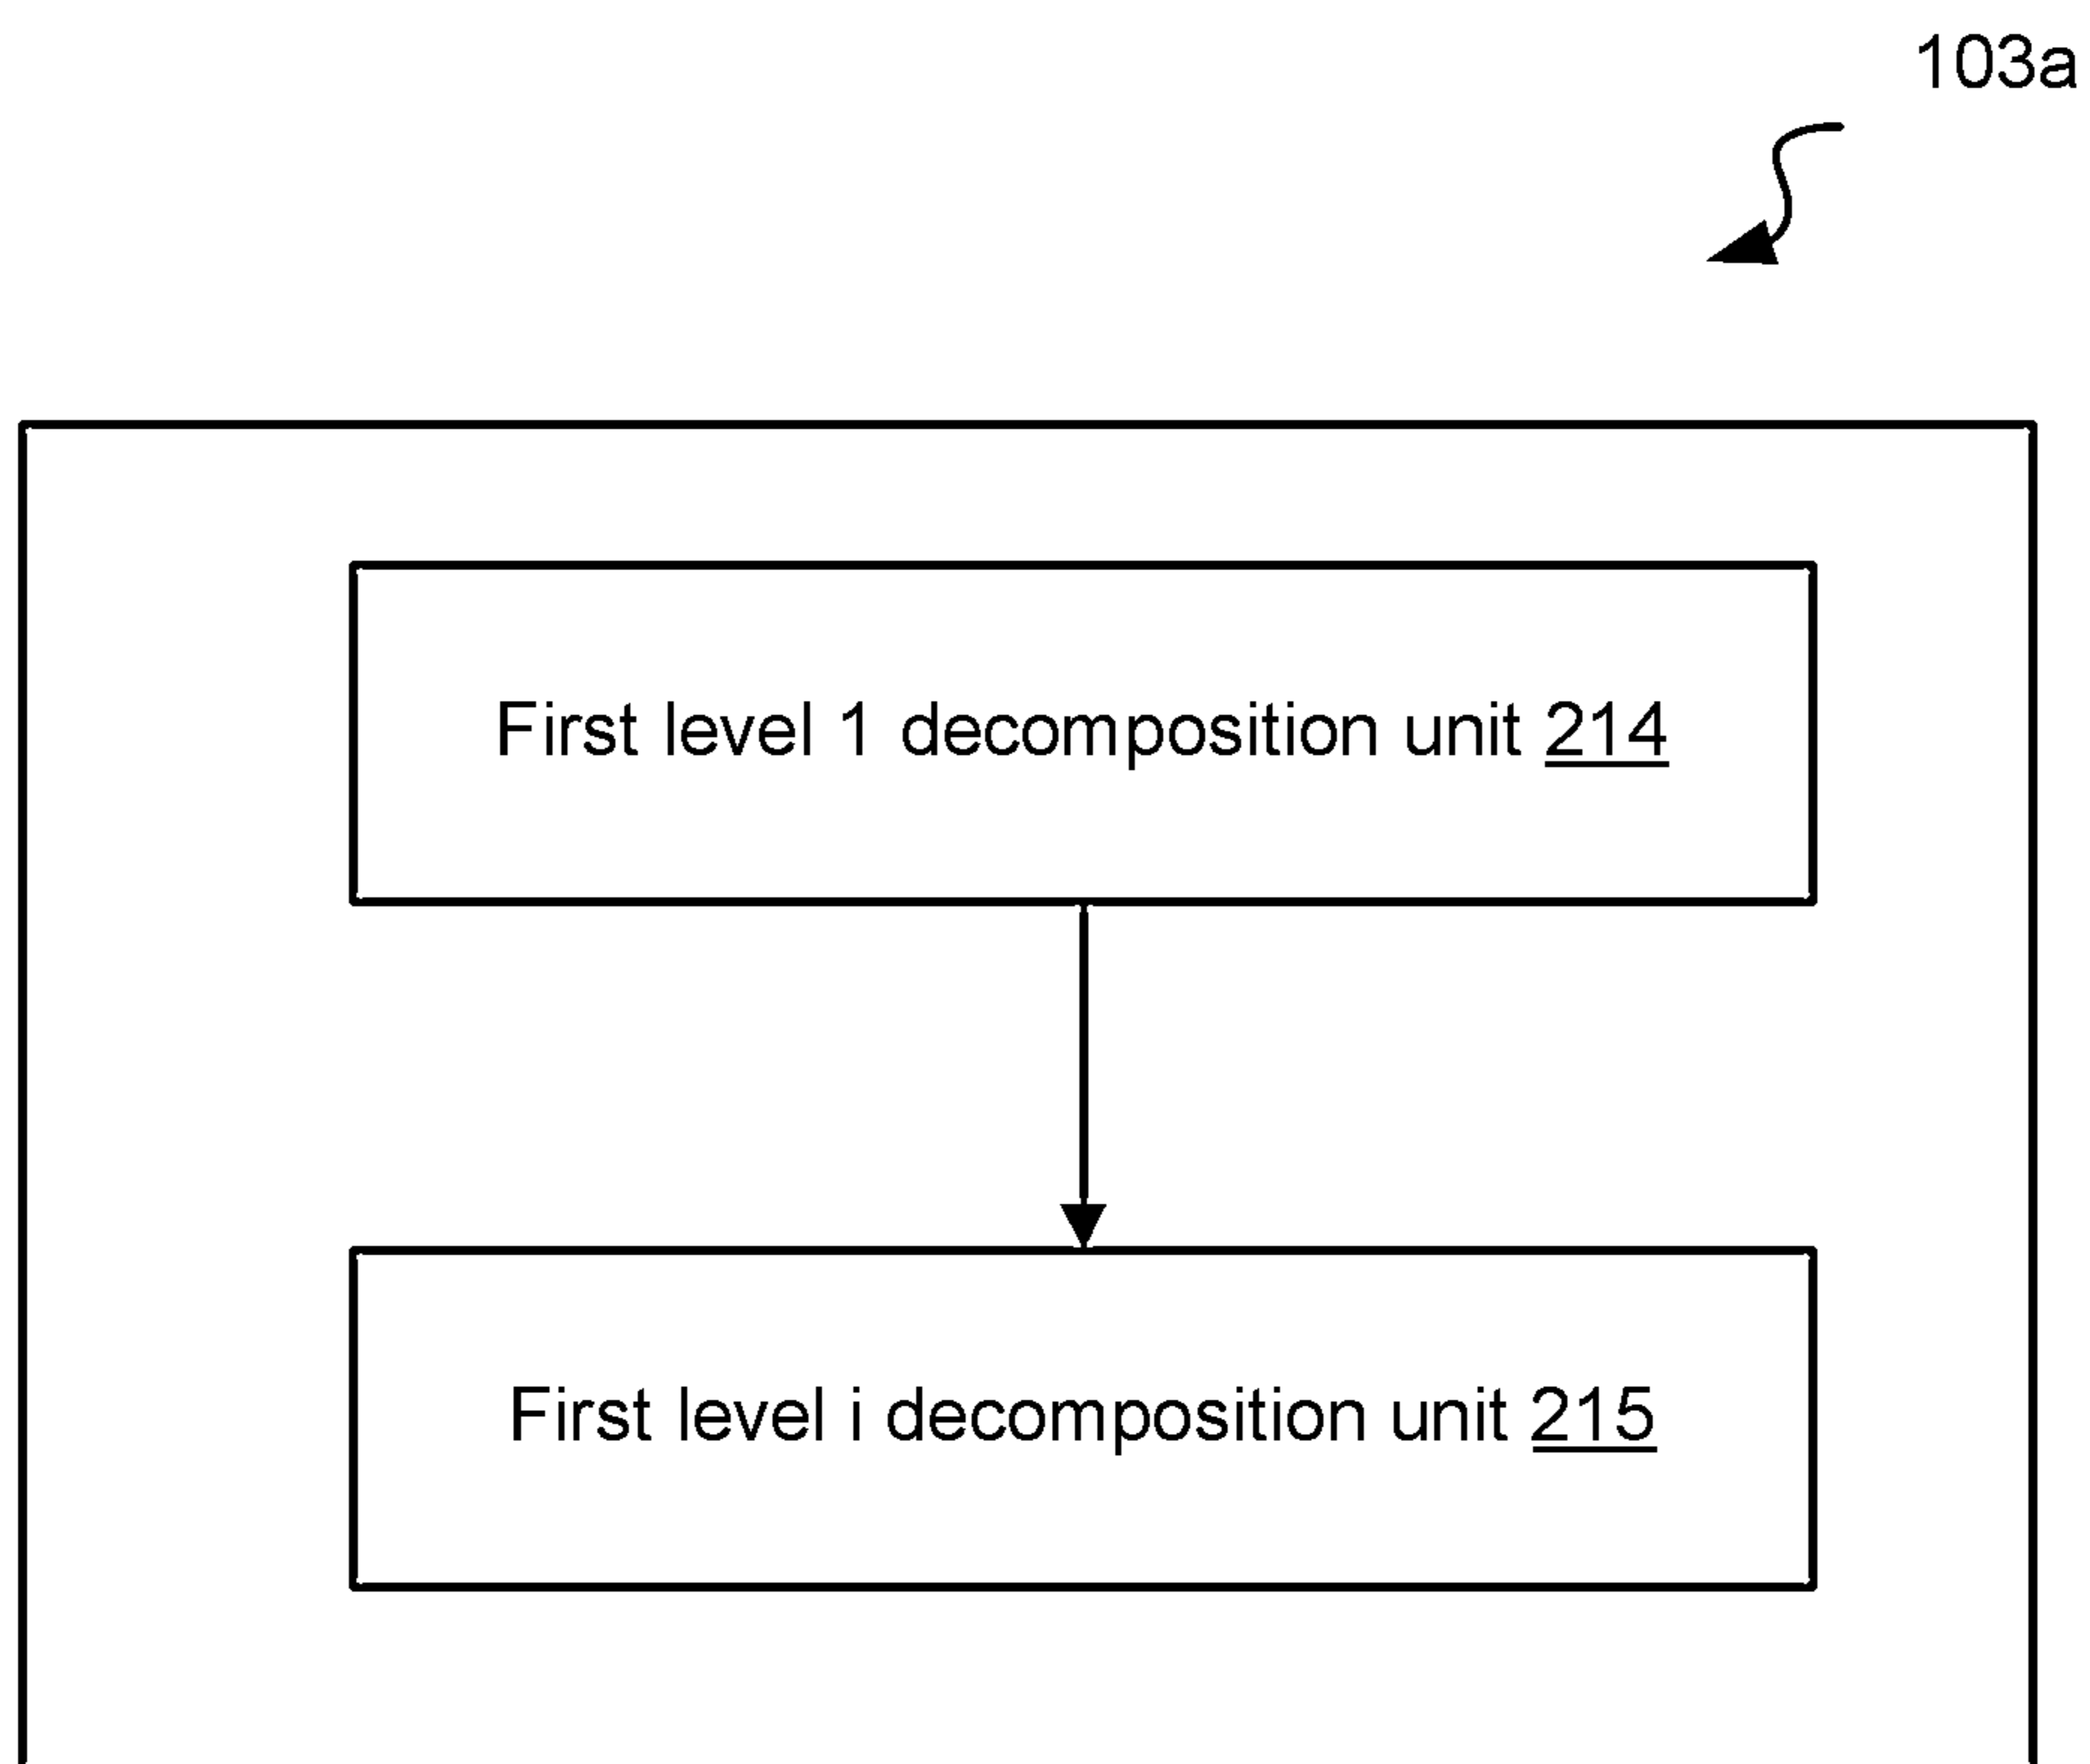 103a
First level 1 decomposition unit 214
First level i decomposition unit 215